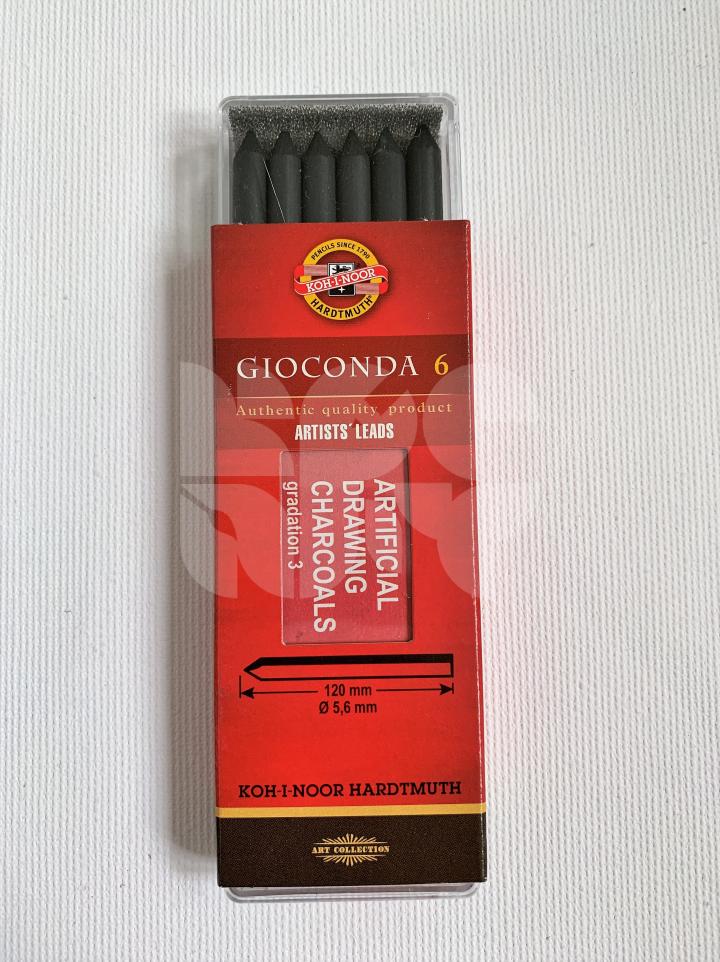 PENCILS SINCE 1790
KOH-I-NOOR
HARDTMUTH
GIOCONDA 6
Authentic quality product
ARTISTS' LEADS
ARTIFICIAL
DRAWING
CHARCOALS
gradation 3
120 mm
Ø 5,6 mm
KOH-I-NOOR HARDTMUTH
ART COLLECTION